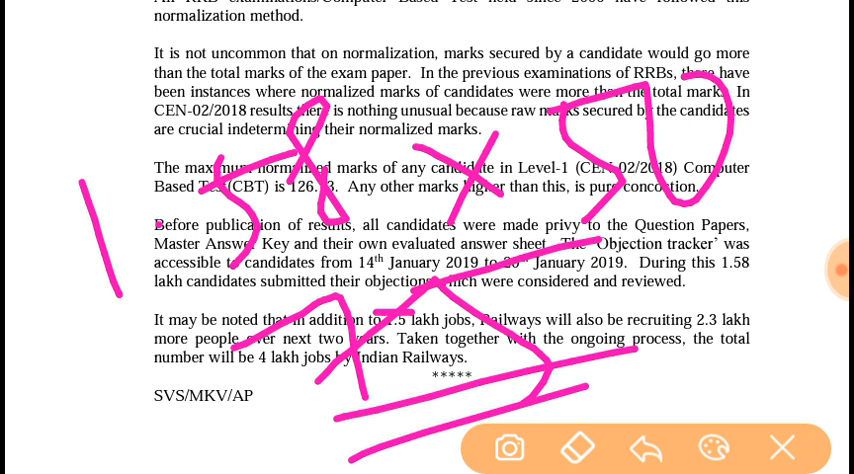 normalization method.
It is not uncommon that on normalization, marks secured by a candidate would go more
than the total marks of the exam paper. In the previous examinations of RRBs, there have
been instances where normalized marks of candidates were more than the total marks. In
CEN-02/2018 results there is nothing unusual because raw marks secured by the candidates
are crucial indetermining their normalized marks.
The maximum normalized marks of any candidate in Level-1 (CEN-02/2018) Computer
Based Test(CBT) is Any other marks higher than this, is pure concoction.
Before publication of results, all candidates were made privy to the Question Papers,
Master Answer Key and their own evaluated answer sheet. The 'Objection tracker' was
accessible to candidates from 14th January 2019 to January 2019. During this 1.58
lakh candidates submitted their objections which were considered and reviewed.
It may be noted that in addition to 1.5 lakh jobs, Railways will also be recruiting 2.3 lakh
more people over next two years. Taken together with the ongoing process, the total
number will be 4 lakh jobs by Indian Railways.
*****
SVS/MKV/AP
1 58 × 50
75